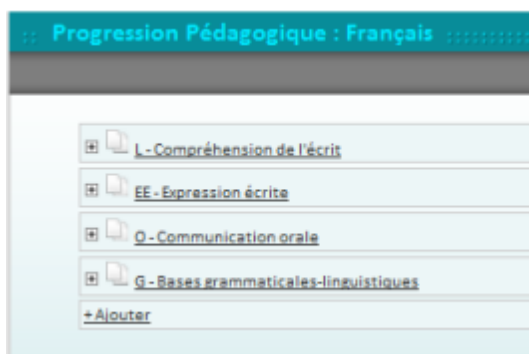 Progression Pédagogique : Français
L - Compréhension de l'écrit
EE - Expression écrite
O - Communication orale
G - Bases grammaticales-linguistiques
+ Ajouter